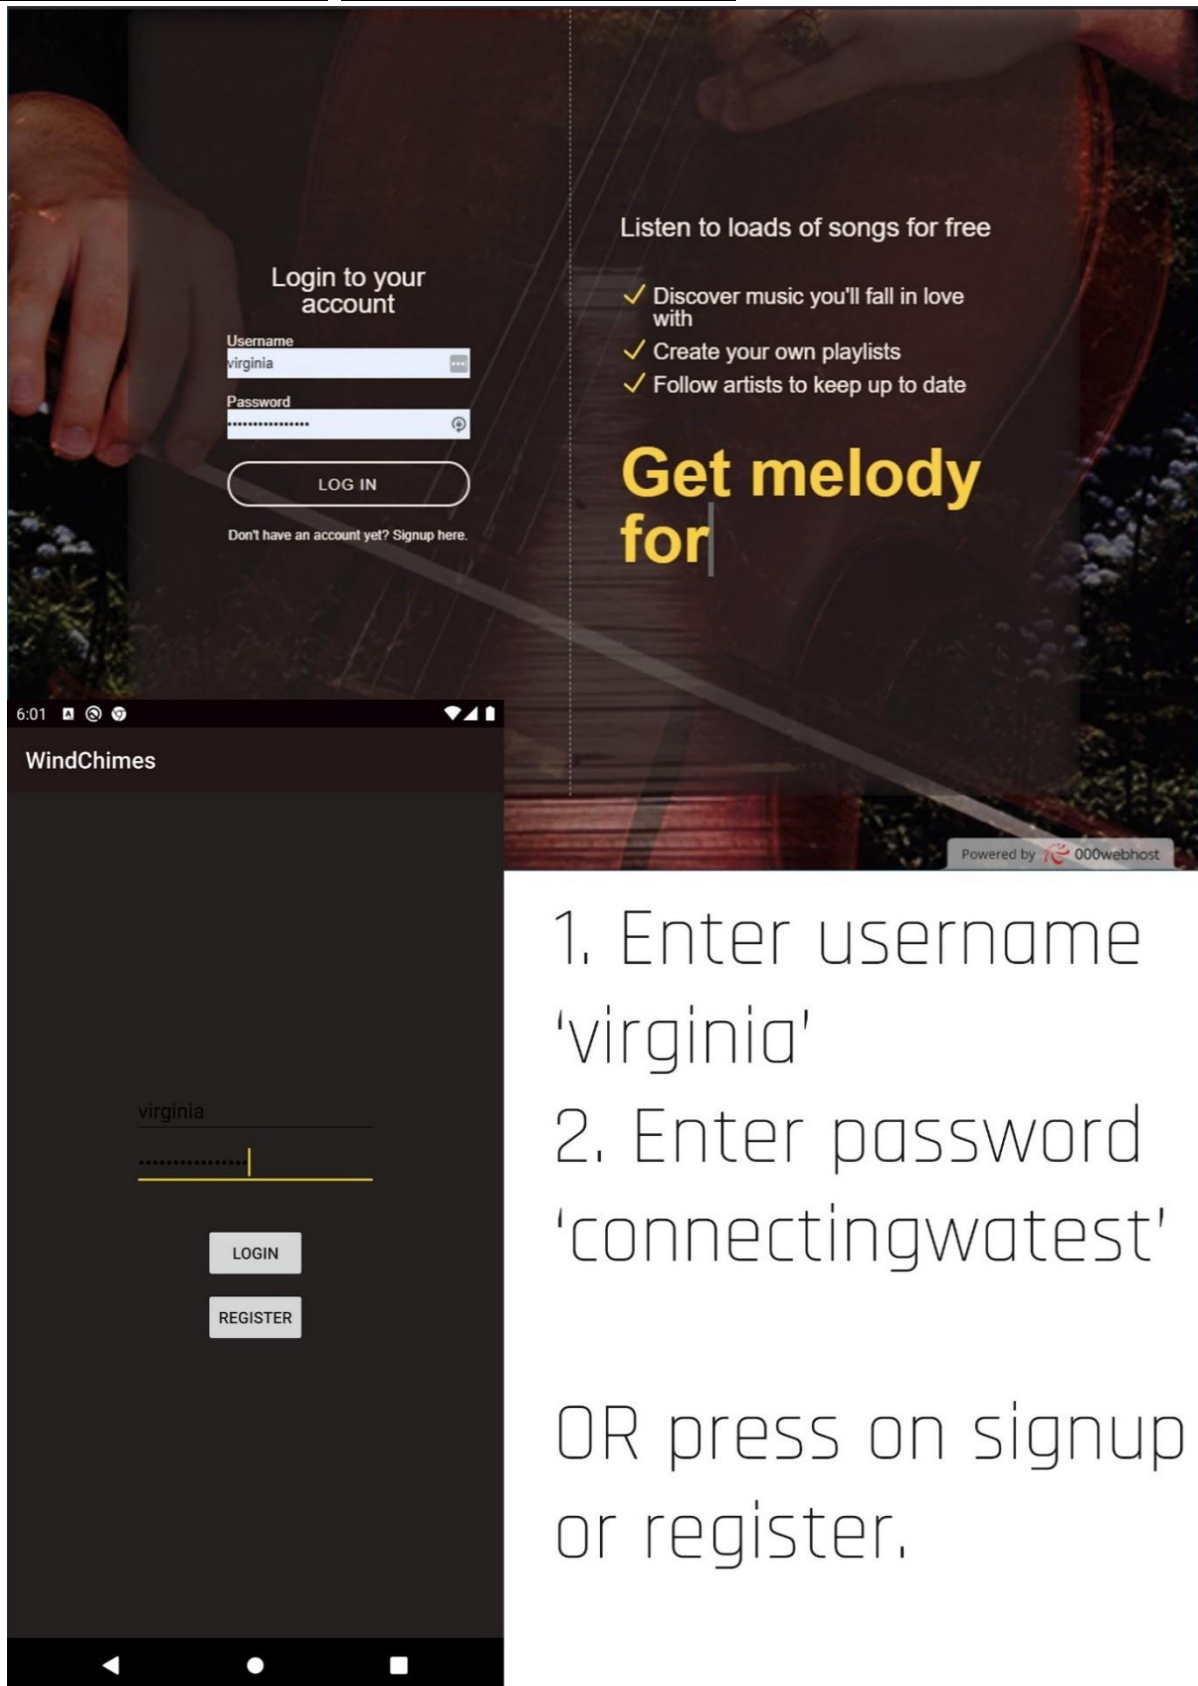 Login to your
account
Username
virginia
Password
••••••••••••••••
LOG IN
Don't have an account yet? Signup here.
Listen to loads of songs for free
Discover music you'll fall in love
with
Create your own playlists
Follow artists to keep up to date
Get melody
for
Powered by 000webhost
6:01
WindChimes
virginia
••••••••••••••••
LOGIN
REGISTER
1. Enter username
'virginia'
2. Enter password
'connectingwatest'
OR press on signup
or register.